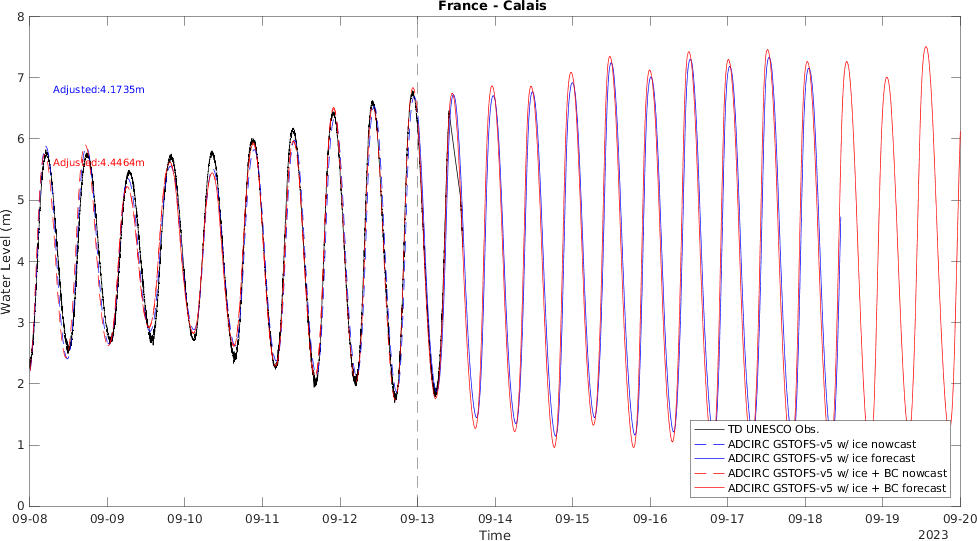 France - Calais
8
7
6
5
4
3
2
1
0
Water Level (m)
Adjusted:4.1735m
Adjusted:4.4464m
TD UNESCO Obs.
ADCIRC GSTOFS-v5 w/ ice nowcast
ADCIRC GSTOFS-v5 w/ ice forecast
ADCIRC GSTOFS-v5 w/ ice + BC nowcast
ADCIRC GSTOFS-v5 w/ ice + BC forecast
09-08 09-09 09-10 09-11 09-12 09-13 09-14 09-15 09-16 09-17 09-18 09-19 09-20
Time
2023